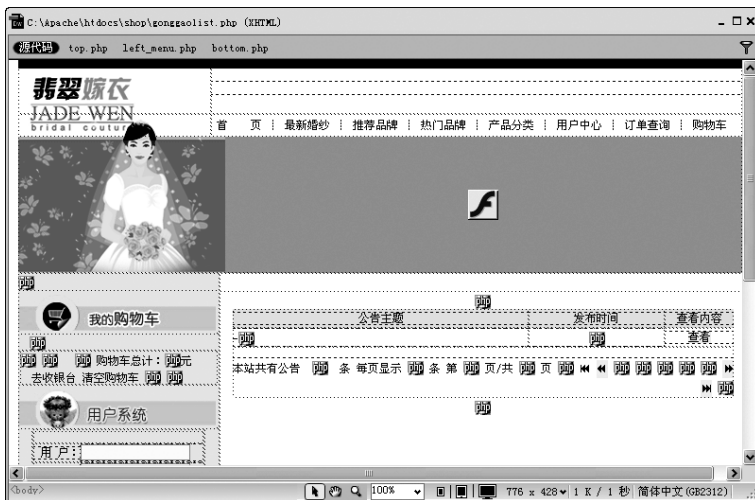 C:\Apache\htdocs\shop\gonggaolist.php (XHTML)
源代码 top.php left_menu.php bottom.php
翡翠嫁衣
JADE WEN
bridal couture
首 页 | 最新婚纱 | 推荐品牌 | 热门品牌 | 产品分类 | 用户中心 | 订单查询 | 购物车
php
php
我的购物车
公告主题 发布时间 查看内容
php php 查看
php
php php php 购物车总计：php元
本站共有公告 php 条 每页显示 php 条 第 php 页/共 php 页 php php php php php php
去收银台 清空购物车 php php
php
php
用户系统
用户:
<body> 100% 776 x 428 1 K / 1 秒 简体中文(GB2312)